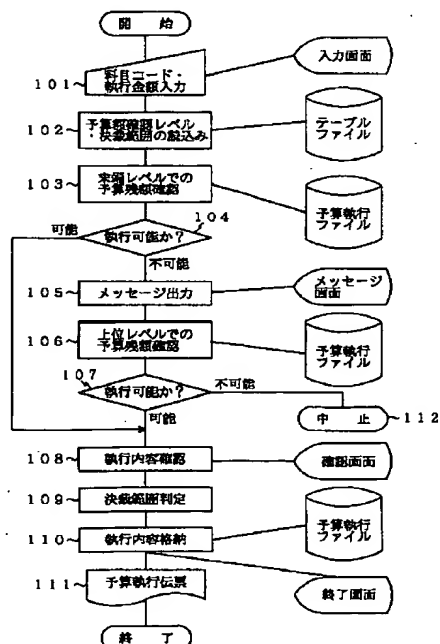 開 始
入力画面
101
科目コード・
執行金額入力
102
予算額確認レベル
・決裁範囲の読込み
テーブル
ファイル
103
末端レベルでの
予算残額確認
予算執行
ファイル
104
可能
執行可能か？
不可能
105
メッセージ出力
メッセージ
画面
106
上位レベルでの
予算残額確認
予算執行
ファイル
107
執行可能か？
不可能
可能
中 止
112
108
執行内容確認
確認画面
109
決裁範囲判定
110
執行内容格納
予算執行
ファイル
111
予算執行伝票
終了画面
終 了